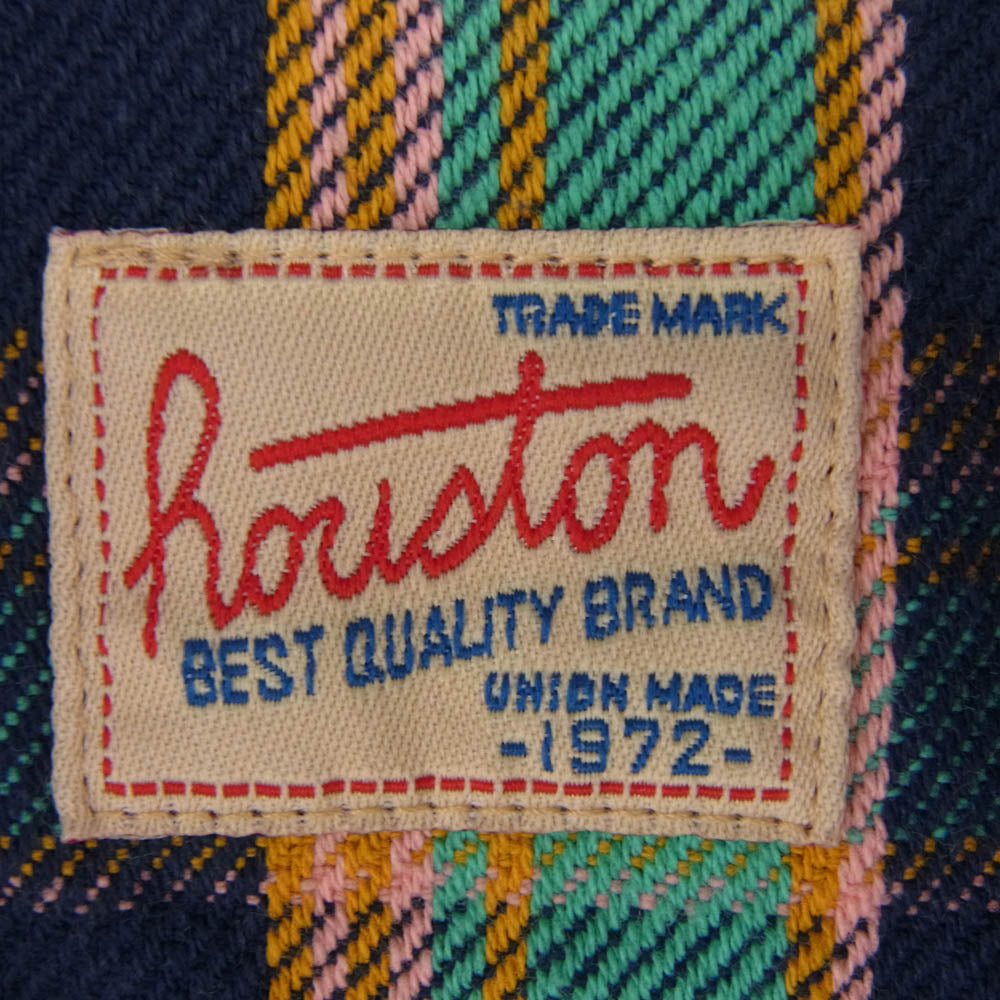 TRADE MARK
houston
BEST QUALITY BRAND
UNION MADE
-1972-